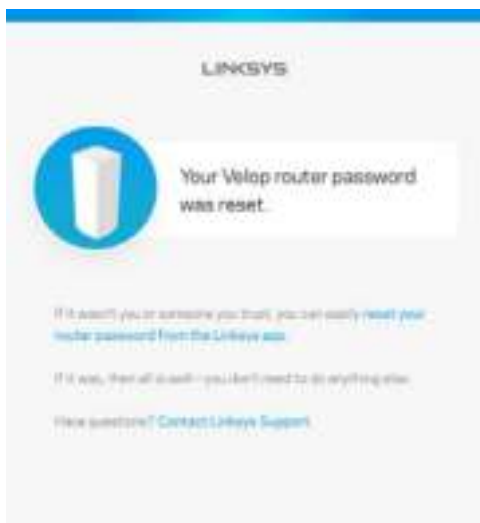 LINKSYS
Your Velop router password
was reset.
If it wasn't you or someone you trust, you can easily reset your
router password from the Linksys app.
If it was, then all is well - you don't need to do anything else.
Have questions? Contact Linksys Support